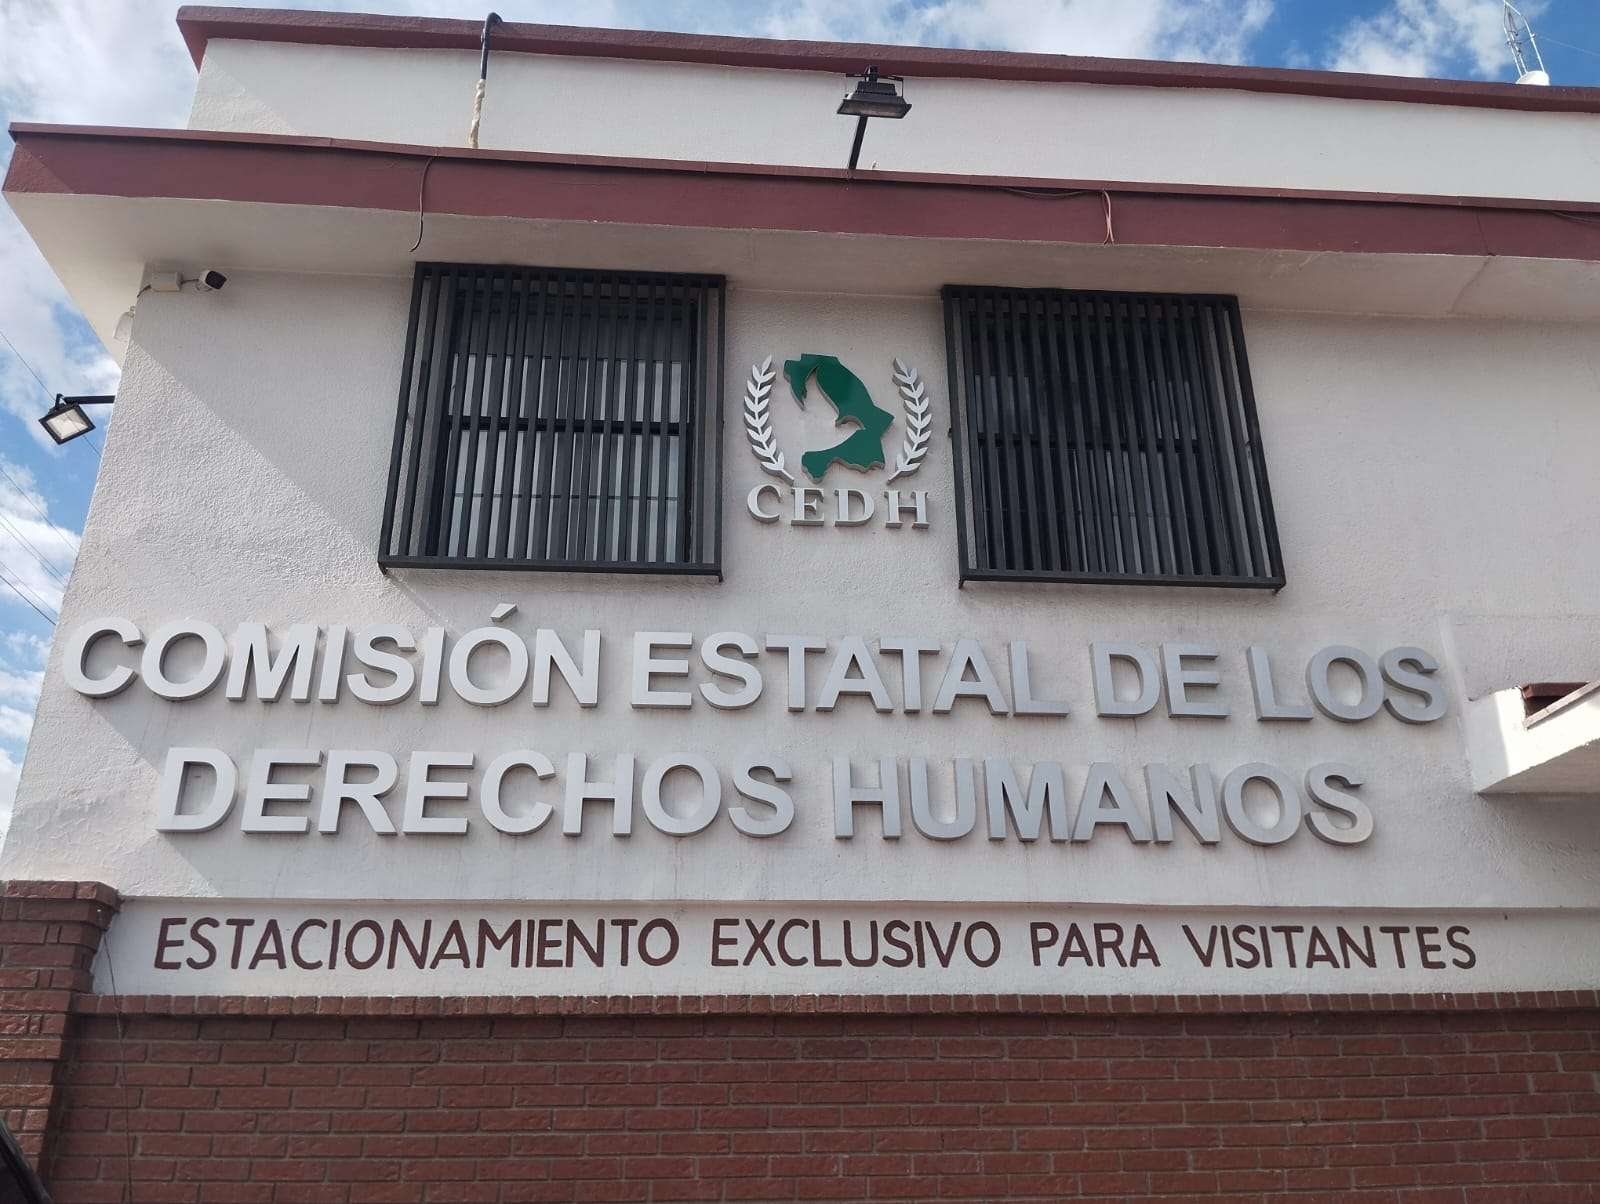 CEDH
COMISIÓN ESTATAL DE LOS
DERECHOS HUMANOS
ESTACIONAMIENTO EXCLUSIVO PARA VISITANTES